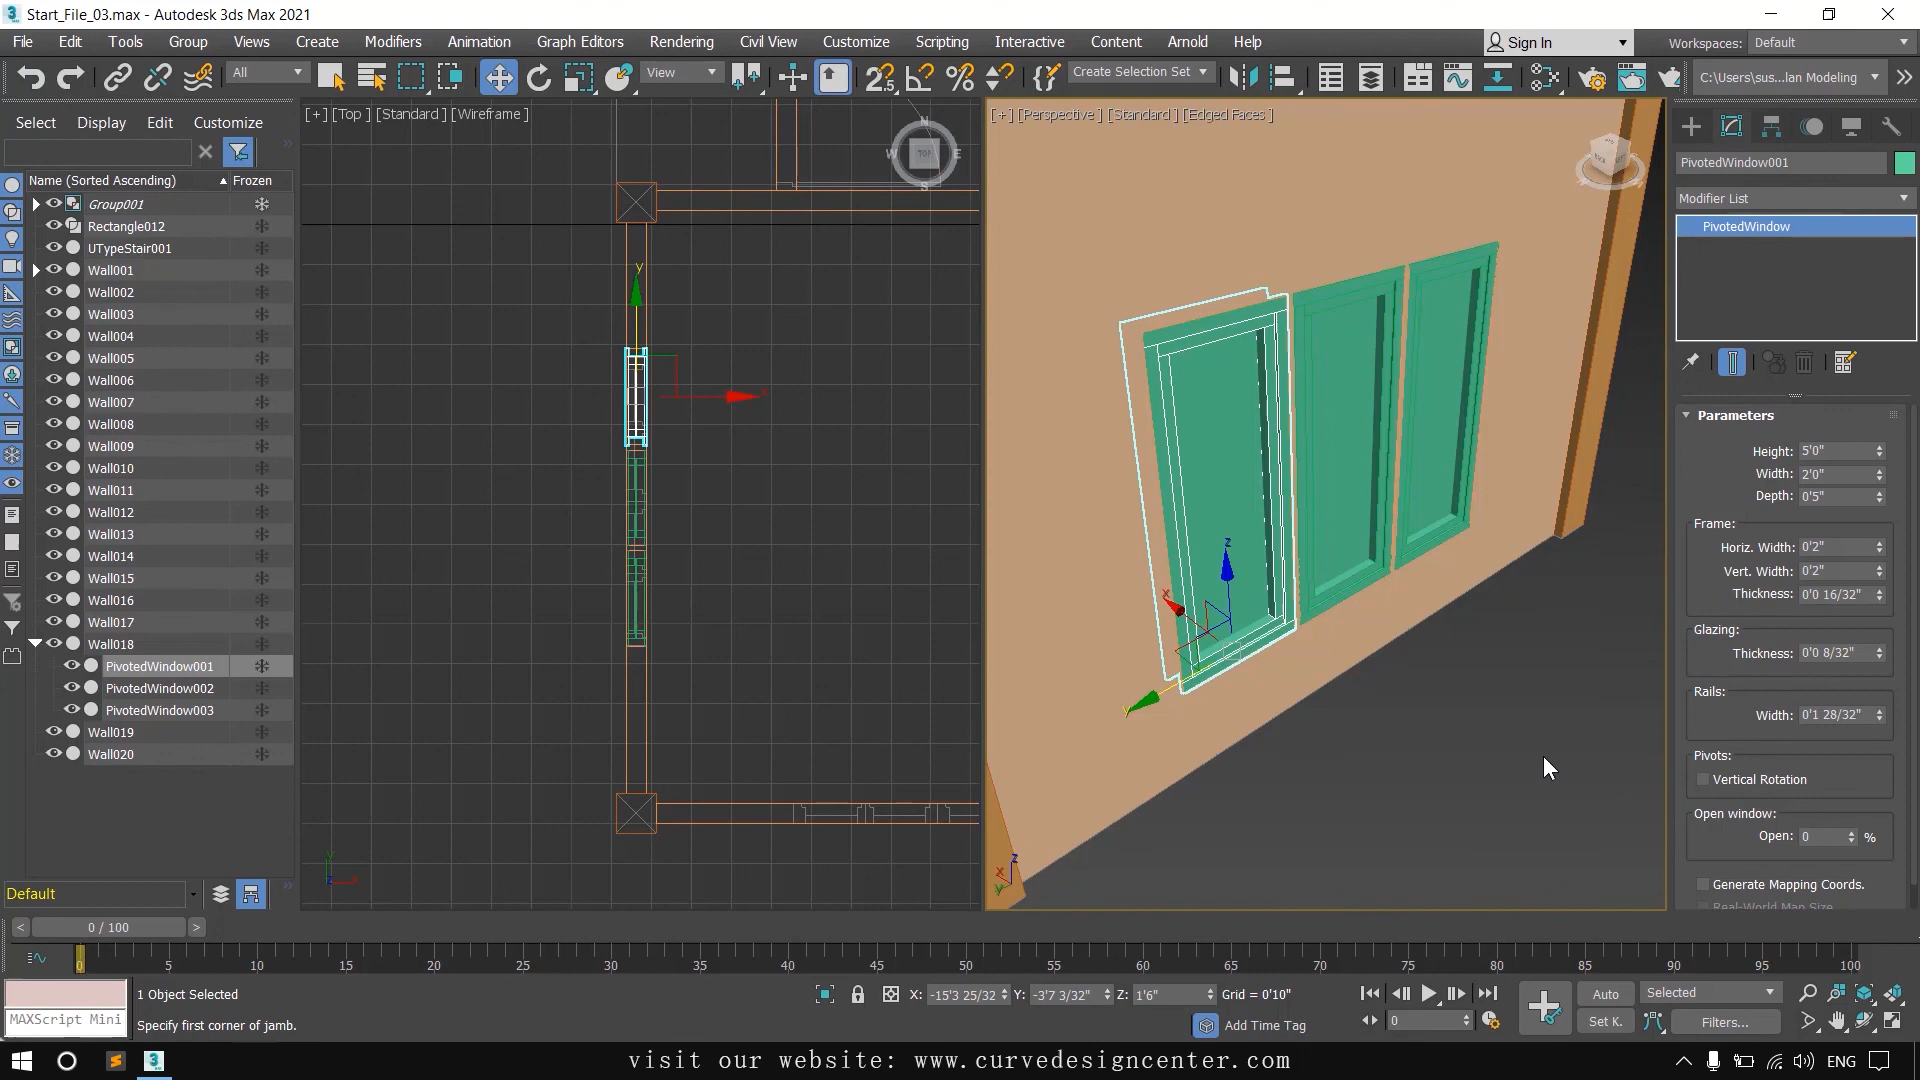 Start_File_03.max - Autodesk 3ds Max 2021
File Edit Tools Group Views Create Modifiers Animation Graph Editors Rendering Civil View Customize Scripting Interactive Content Arnold Help Sign In Workspaces: Default
All View Create Selection Set C:\Users\sus...lan Modeling
Select Display Edit Customize
[+] [Top] [Standard] [Wireframe]
[+] [Perspective] [Standard] [Edged Faces]
N
W TOP E
S
PivotedWindow001
Modifier List
PivotedWindow
Name (Sorted Ascending) Frozen
Group001
Rectangle012
UTypeStair001
Wall001
Wall002
Wall003
Wall004
Wall005
Wall006
Wall007
Wall008
Wall009
Wall010
Wall011
Wall012
Wall013
Wall014
Wall015
Wall016
Wall017
Wall018
PivotedWindow001
PivotedWindow002
PivotedWindow003
Wall019
Wall020
y
x
z
x
y
Parameters
Height: 5'0"
Width: 2'0"
Depth: 0'5"
Frame:
Horiz. Width: 0'2"
Vert. Width: 0'2"
Thickness: 0'0 16/32"
Glazing:
Thickness: 0'0 8/32"
Rails:
Width: 0'1 28/32"
Pivots:
Vertical Rotation
Open window:
Open: 0 %
Generate Mapping Coords.
Real-World Map Size
Default
0 / 100
0 5 10 15 20 25 30 35 40 45 50 55 60 65 70 75 80 85 90 95 100
MAXScript Mini
1 Object Selected
Specify first corner of jamb.
X: -15'3 25/32 Y: -3'7 3/32" Z: 1'6" Grid = 0'10"
Add Time Tag
0
Auto Selected
Set K. Filters...
visit our website: www.curvedesigncenter.com
ENG